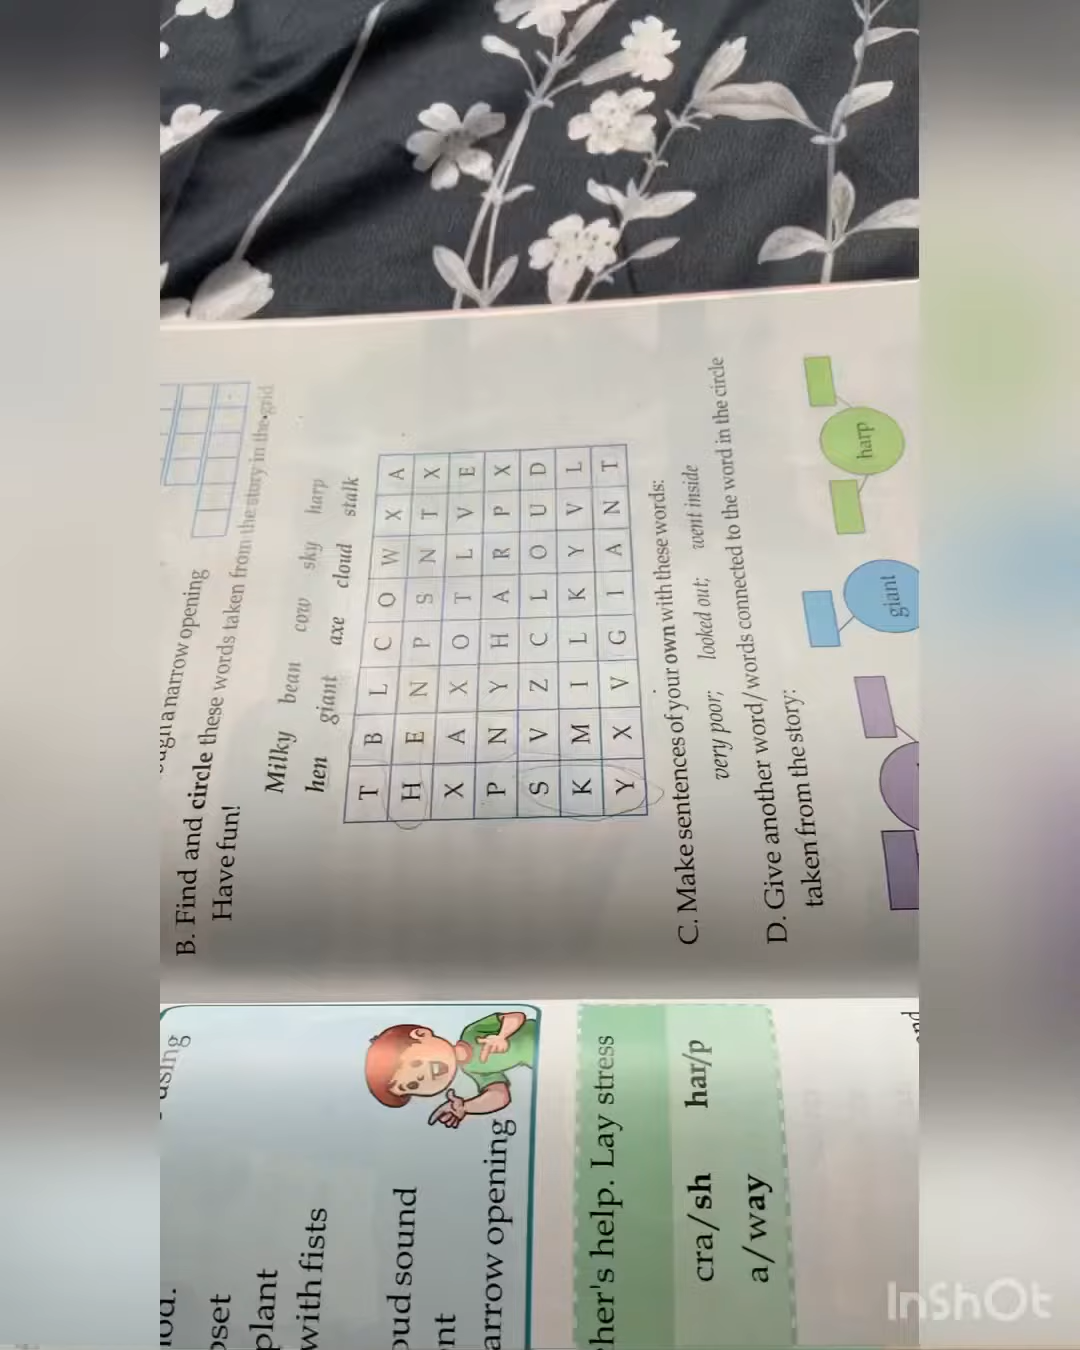 narrow opening
B. Find and circle these words taken from the story in the grid
Have fun!
Milky bean cow sky harp
hen giant axe cloud stalk
T B L C O W X A
H E N P S N T X
X A X O T L V E
P N Y H A R P X
S V Z C L O U D
K M I L K Y V L
Y X V G I A N T
C. Make sentences of your own with these words:
very poor; looked out; went inside
D. Give another word/words connected to the word in the circle
taken from the story:
giant
harp
plant
with fists
sound
opening
help. Lay stress
cra/sh har/p
a/way
InShOt